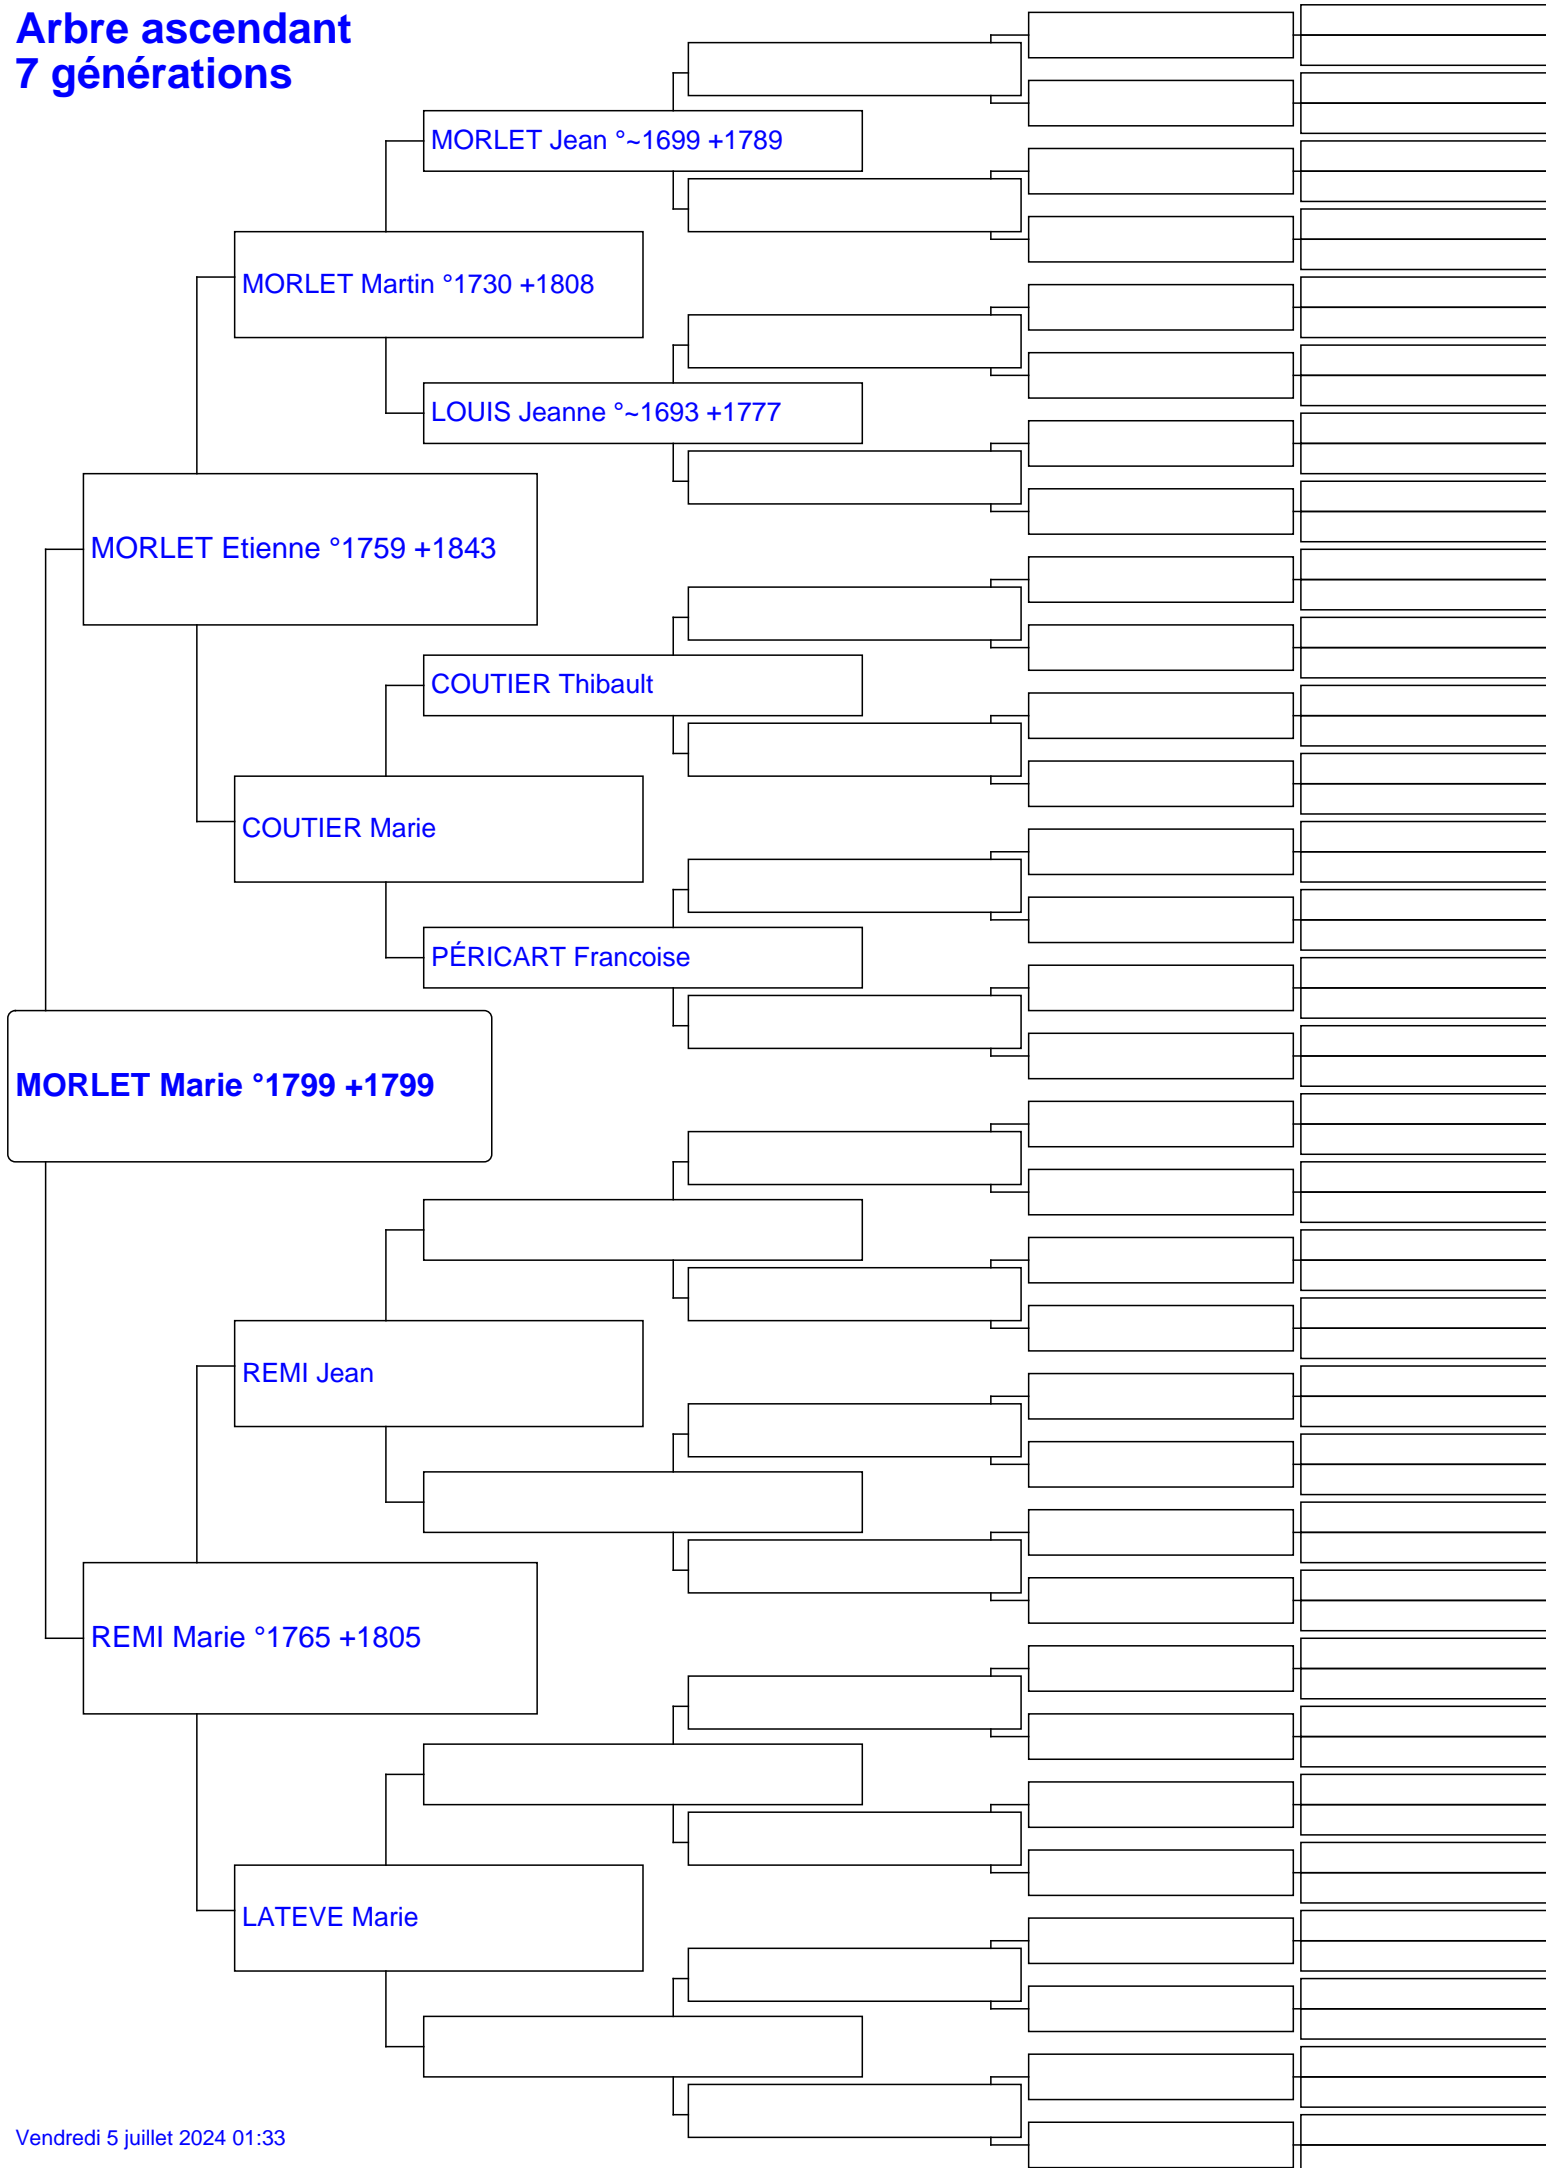 Arbre ascendant
7 générations
MORLET Jean °~1699 +1789
MORLET Martin °1730 +1808
LOUIS Jeanne °~1693 +1777
MORLET Etienne °1759 +1843
COUTIER Thibault
COUTIER Marie
PÉRICART Francoise
MORLET Marie °1799 +1799
REMI Jean
REMI Marie °1765 +1805
LATEVE Marie
Vendredi 5 juillet 2024 01:33